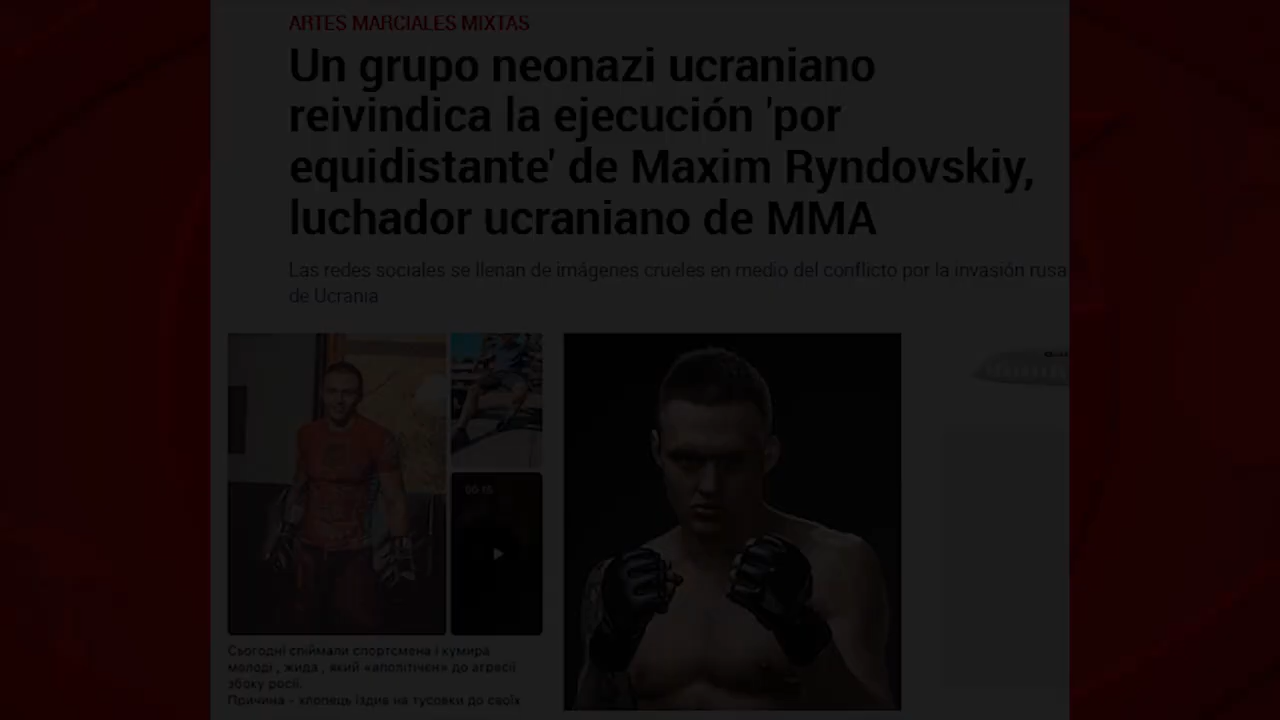 ARTES MARCIALES MIXTAS
Un grupo neonazi ucraniano
reivindica la ejecución 'por
equidistante' de Maxim Ryndovskiy,
luchador ucraniano de MMA
Las redes sociales se llenan de imágenes crueles en medio del conflicto por la invasión rusa
de Ucrania
Сьогодні спіймали спортсмена і кумира
молоді , жида , який «аполітічєн» до агресії
збоку росії.
Причина - хлопець їздив на тусовки до своїх